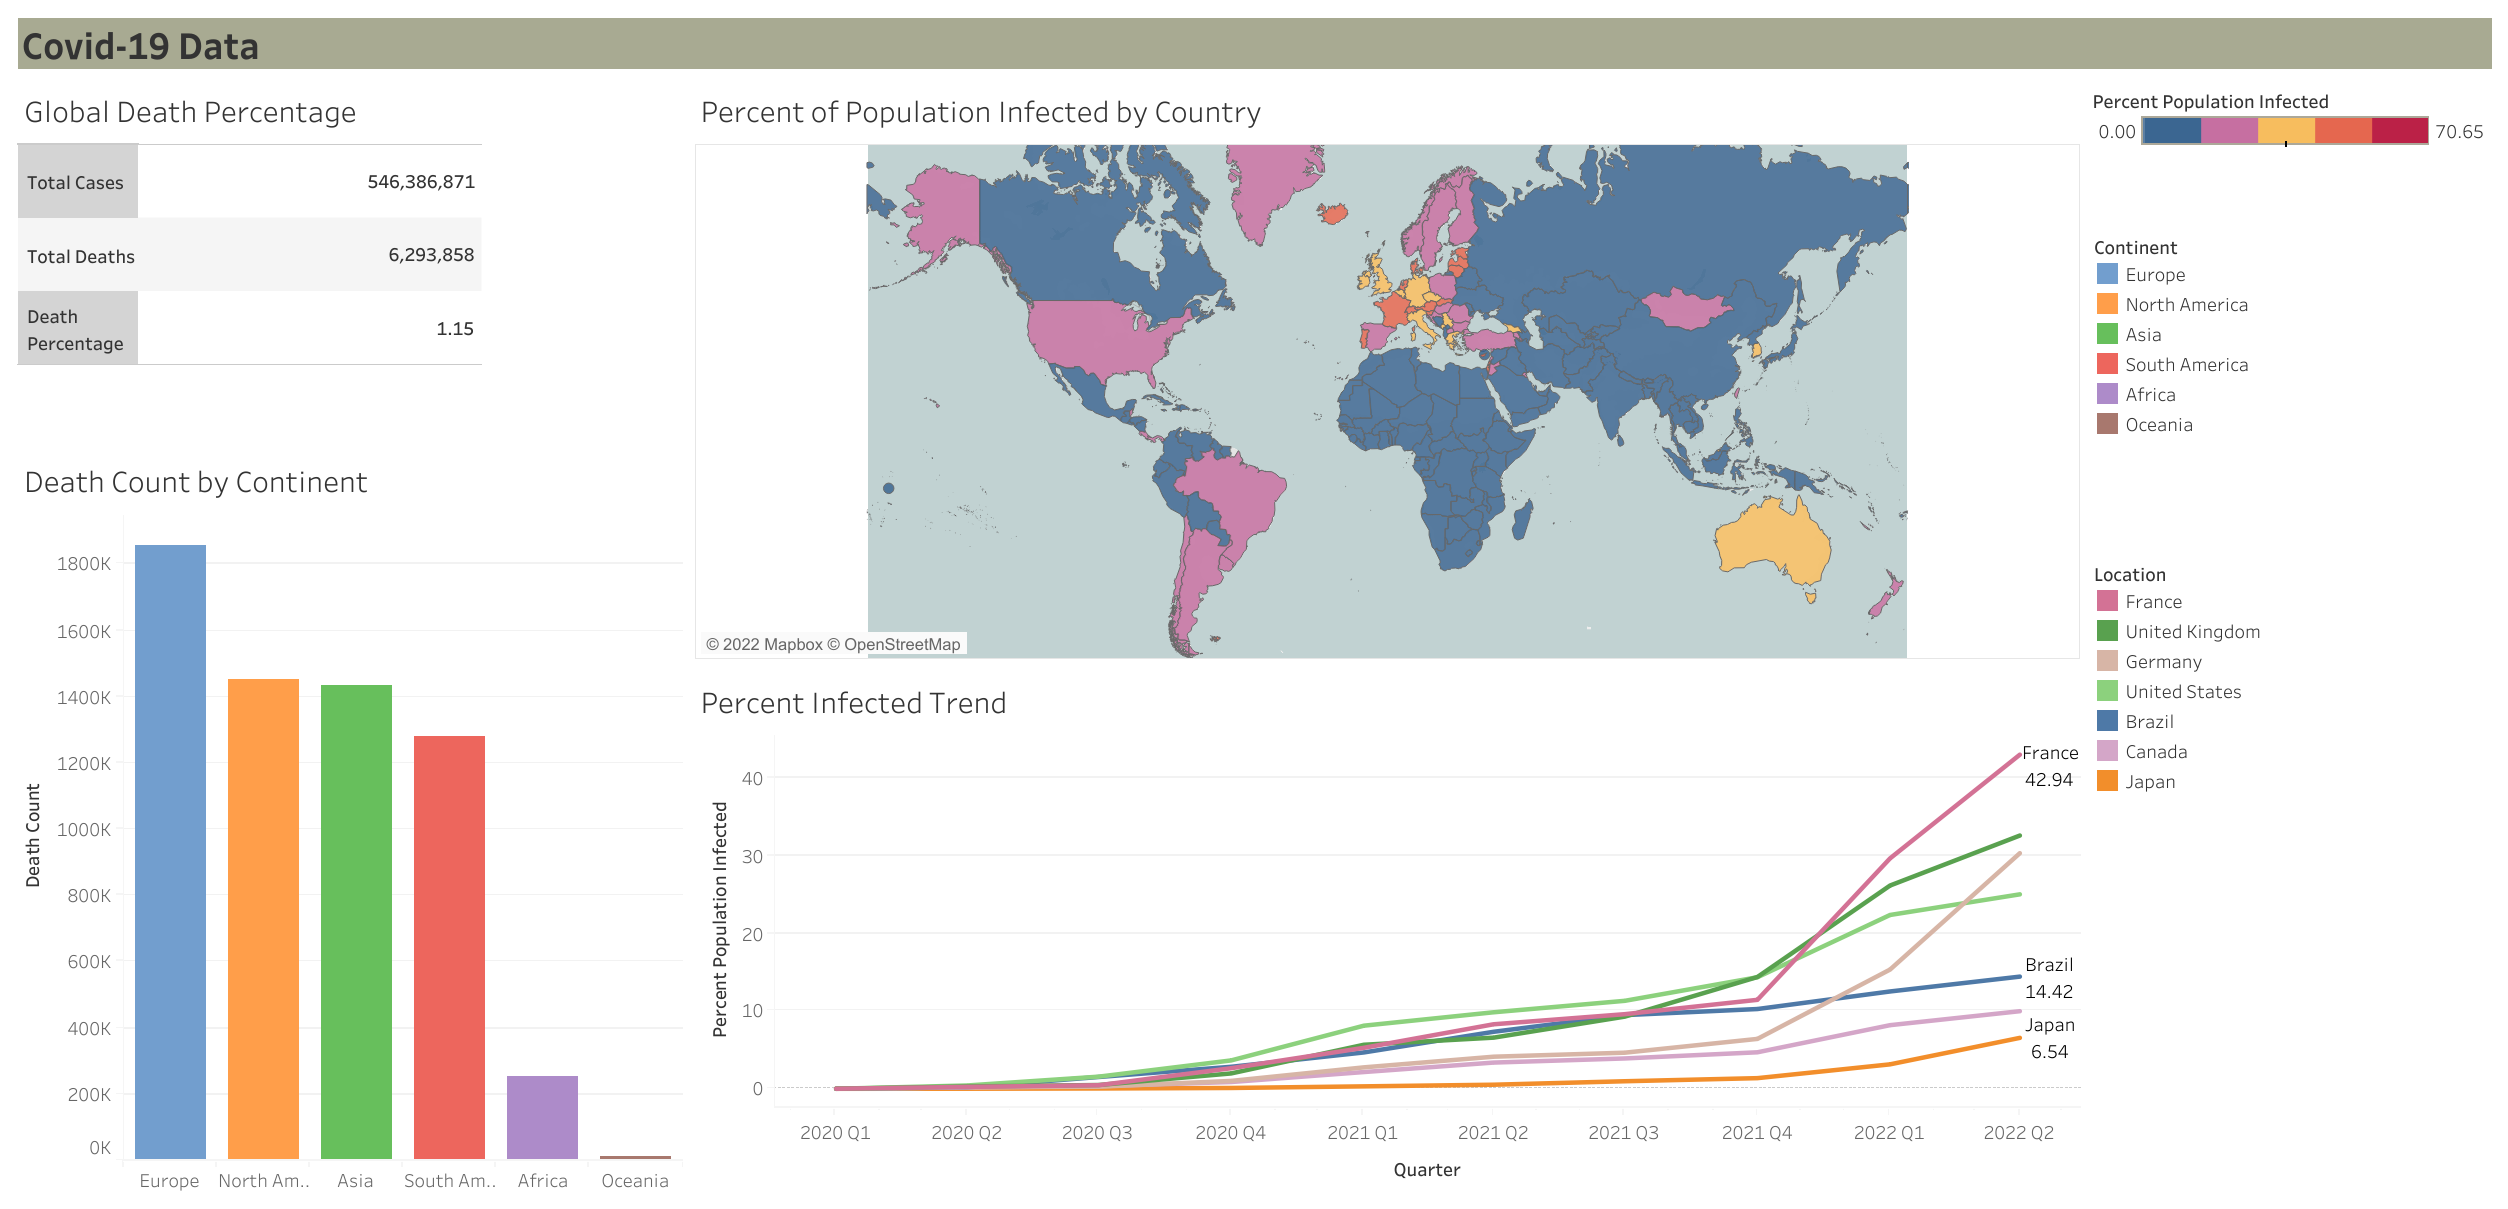 Covid-19 Data
Global Death Percentage
Total Cases 546,386,871
Total Deaths 6,293,858
Death
Percentage 1.15
Death Count by Continent
Death Count
1800K
1600K
1400K
1200K
1000K
800K
600K
400K
200K
0K
Europe North Am.. Asia South Am.. Africa Oceania
Percent of Population Infected by Country
© 2022 Mapbox © OpenStreetMap
Percent Infected Trend
Percent Population Infected
40
30
20
10
0
France
42.94
Brazil
14.42
Japan
6.54
2020 Q1 2020 Q2 2020 Q3 2020 Q4 2021 Q1 2021 Q2 2021 Q3 2021 Q4 2022 Q1 2022 Q2
Quarter
Percent Population Infected
0.00 70.65
Continent
Europe
North America
Asia
South America
Africa
Oceania
Location
France
United Kingdom
Germany
United States
Brazil
Canada
Japan